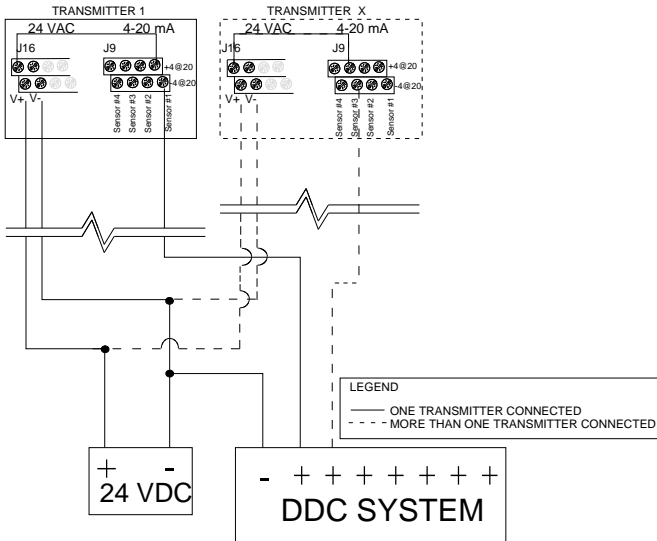 TRANSMITTER 1
24 VAC 4-20 mA
J16 J9
+4@20
-4@20
V+ V-
Sensor #4
Sensor #3
Sensor #2
Sensor #1
TRANSMITTER X
24 VAC 4-20 mA
J16 J9
+4@20
-4@20
V+ V-
Sensor #4
Sensor #3
Sensor #2
Sensor #1
LEGEND
ONE TRANSMITTER CONNECTED
MORE THAN ONE TRANSMITTER CONNECTED
+ -
24 VDC
- + + + + + + +
DDC SYSTEM